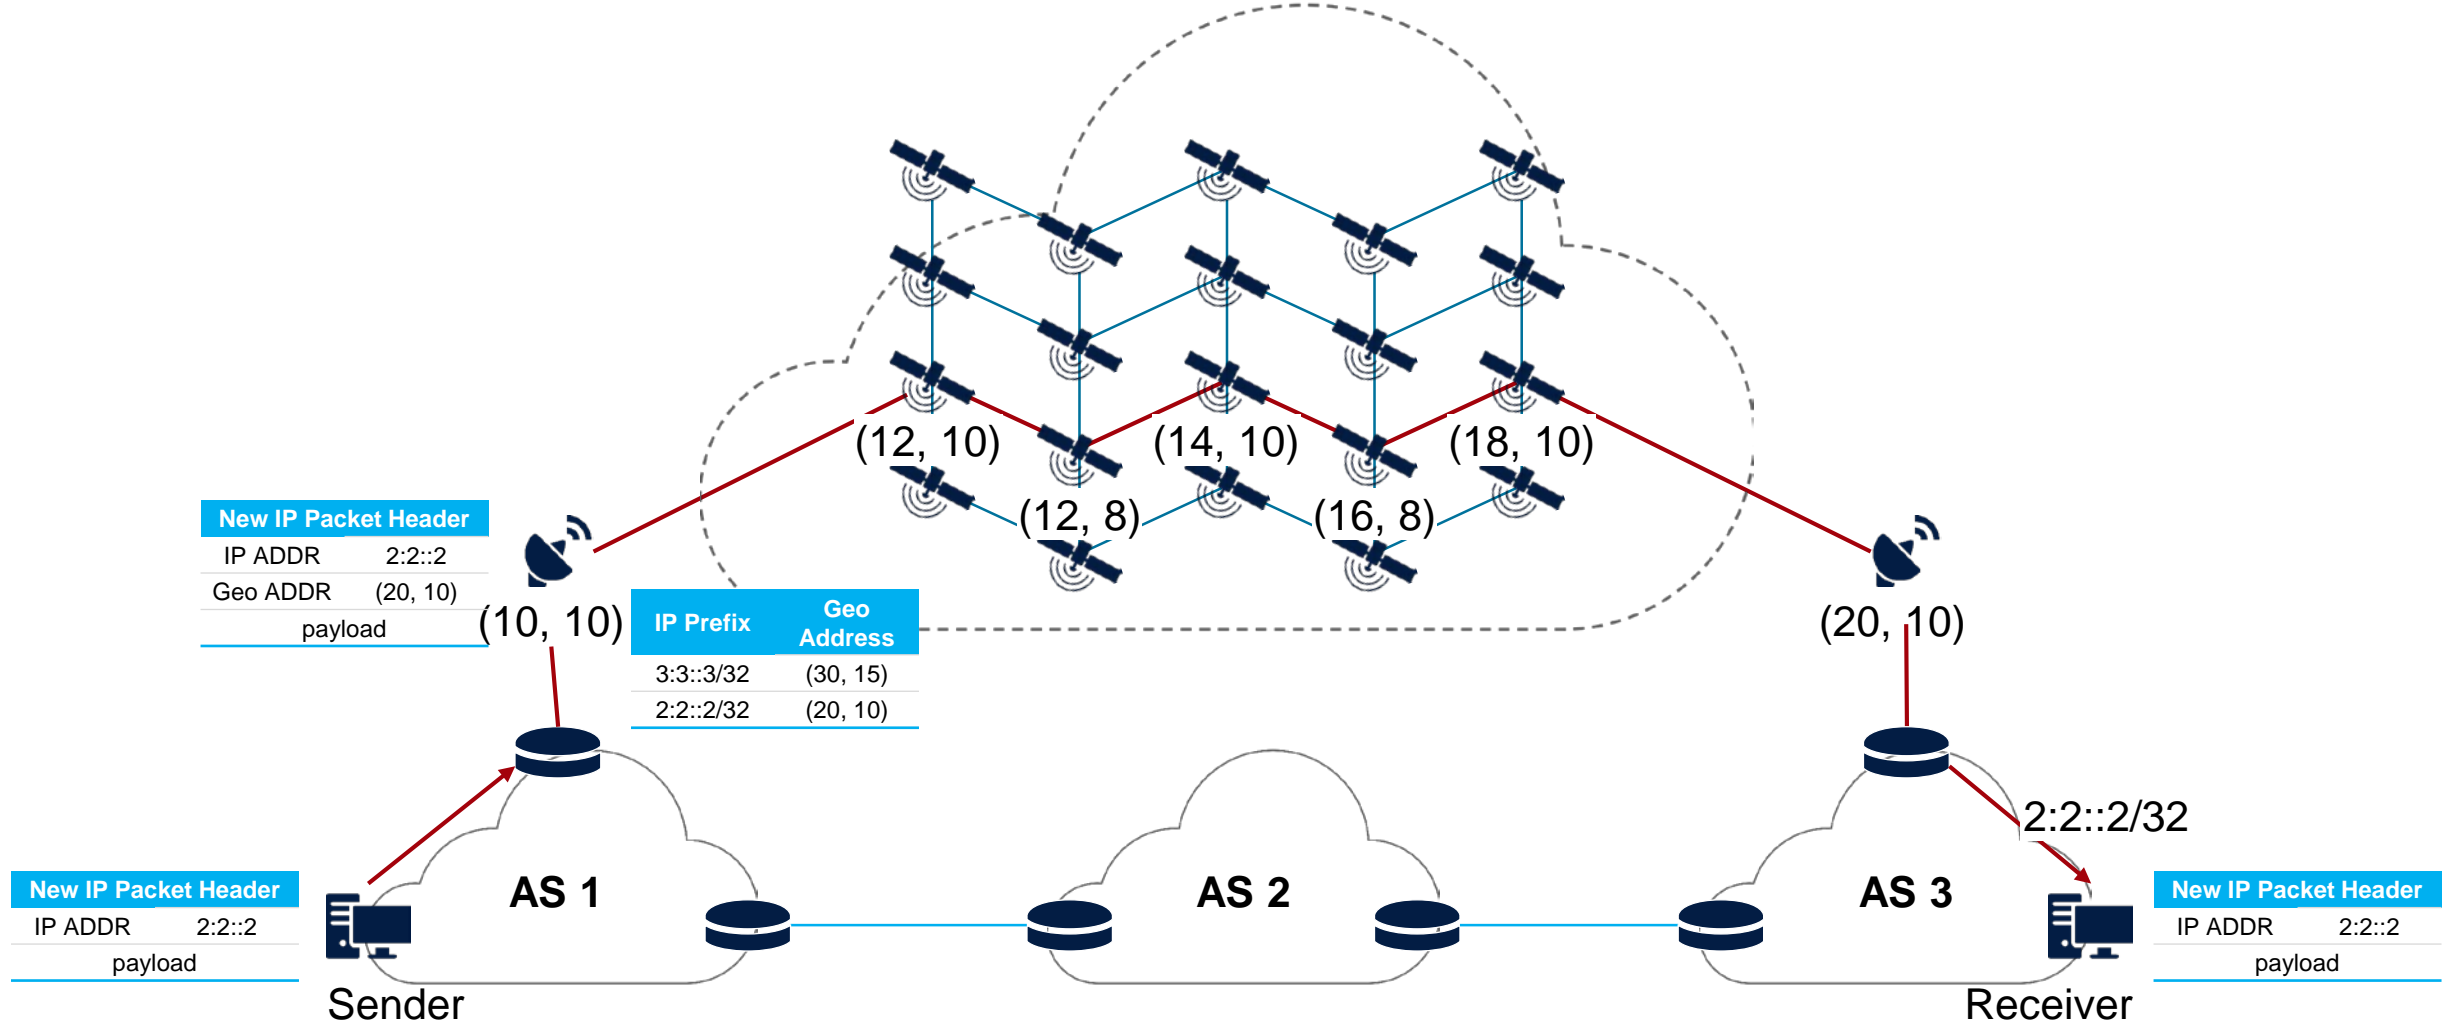 (12, 10)
(14, 10)
(18, 10)
(12, 8)
(16, 8)
New IP Packet Header
IP ADDR 2:2::2
Geo ADDR (20, 10)
payload
(10, 10)
IP Prefix Geo Address
3:3::3/32 (30, 15)
2:2::2/32 (20, 10)
(20, 10)
2:2::2/32
AS 1
AS 2
AS 3
New IP Packet Header
IP ADDR 2:2::2
payload
Sender
New IP Packet Header
IP ADDR 2:2::2
payload
Receiver